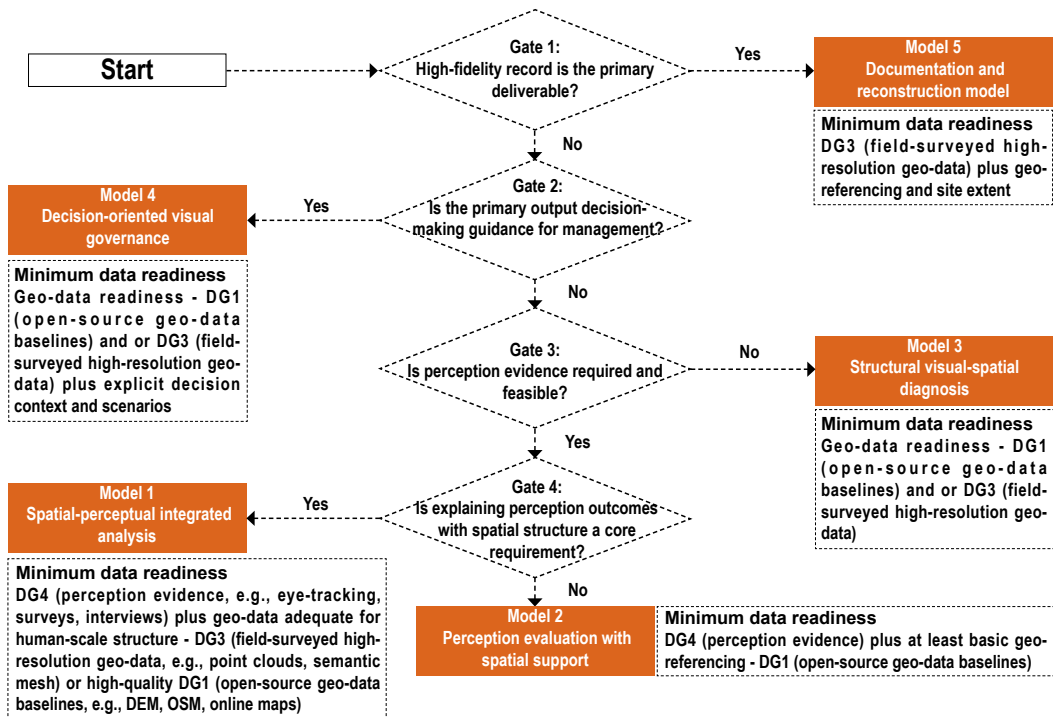 Start
Gate 1:
High-fidelity record is the primary
deliverable?
Yes
Model 5
Documentation and
reconstruction model
Minimum data readiness
DG3 (field-surveyed high-
resolution geo-data) plus geo-
referencing and site extent
No
Gate 2:
Is the primary output decision-
making guidance for management?
Yes
Model 4
Decision-oriented visual
governance
Minimum data readiness
Geo-data readiness - DG1
(open-source geo-data
baselines) and or DG3 (field-
surveyed high-resolution geo-
data) plus explicit decision
context and scenarios
No
Gate 3:
Is perception evidence required and
feasible?
No
Model 3
Structural visual-spatial
diagnosis
Minimum data readiness
Geo-data readiness - DG1
(open-source geo-data
baselines) and or DG3 (field-
surveyed high-resolution geo-
data)
Yes
Gate 4:
Is explaining perception outcomes
with spatial structure a core
requirement?
Yes
Model 1
Spatial-perceptual integrated
analysis
Minimum data readiness
DG4 (perception evidence, e.g., eye-tracking,
surveys, interviews) plus geo-data adequate for
human-scale structure - DG3 (field-surveyed high-
resolution geo-data, e.g., point clouds, semantic
mesh) or high-quality DG1 (open-source geo-data
baselines, e.g., DEM, OSM, online maps)
No
Model 2
Perception evaluation with
spatial support
Minimum data readiness
DG4 (perception evidence) plus at least basic geo-
referencing - DG1 (open-source geo-data baselines)